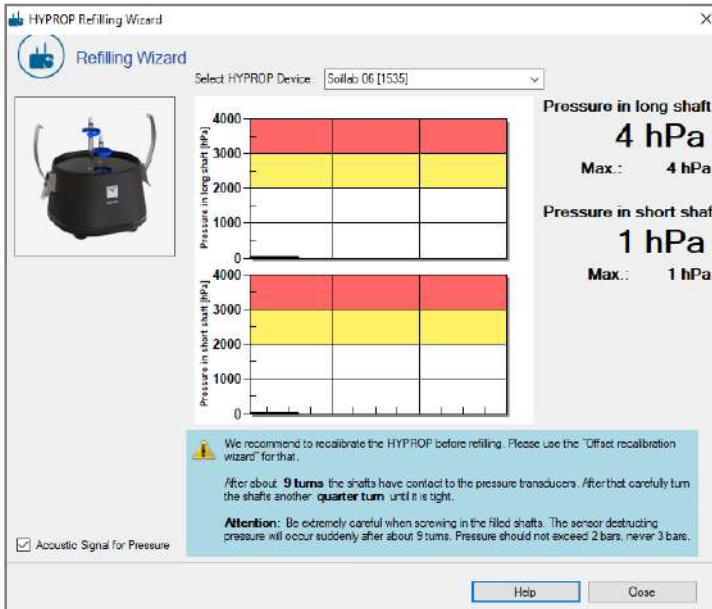 HYPROP Refilling Wizard
Refilling Wizard
Select HYPROP Device: Soillab 06 [1535]
Pressure in long shaft [hPa]
4000
3000
2000
1000
0
Pressure in short shaft [hPa]
4000
3000
2000
1000
0
Pressure in long shaft
4 hPa
Max.: 4 hPa
Pressure in short shaf
1 hPa
Max.: 1 hPa
We recommend to recalibrate the HYPROP before refilling. Please use the "Offset recalibration
wizard" for that.
After about 9 turns the shafts have contact to the pressure transducers. After that carefully turn
the shafts another quarter turn until it is tight.
Attention: Be extremely careful when screwing in the filled shafts. The sensor destructing
pressure will occur suddenly after about 9 turns. Pressure should not exceed 2 bars, never 3 bars.
Acoustic Signal for Pressure
Help
Close